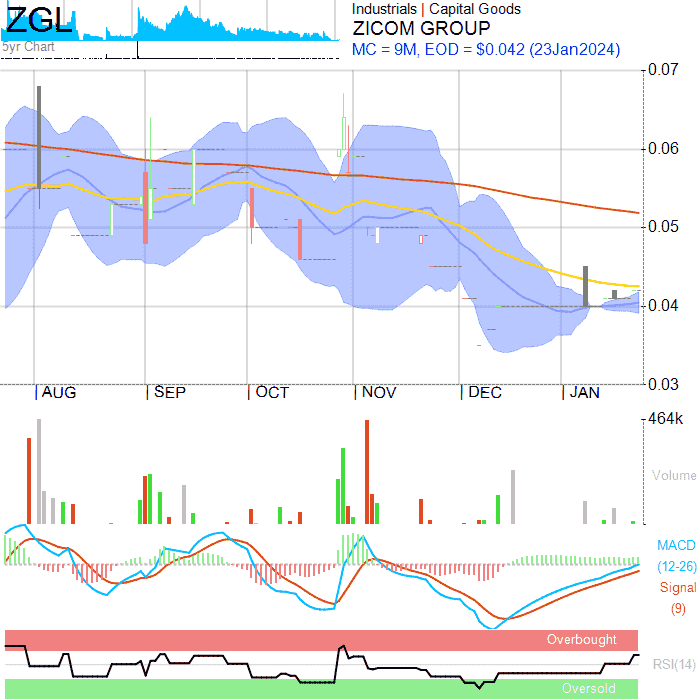 ZGL
5yr Chart
Industrials | Capital Goods
ZICOM GROUP
MC = 9M, EOD = $0.042 (23Jan2024)
0.07
0.06
0.05
0.04
0.03
| AUG | SEP | OCT | NOV | DEC | JAN
464k
Volume
MACD
(12-26)
Signal
(9)
Overbought
RSI(14)
Oversold